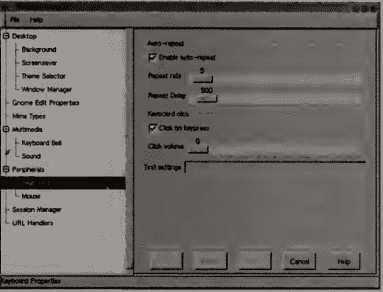 File Help
Desktop
Background
Screensaver
Theme Selector
Window Manager
Gnome Edit Properties
Mime Types
Multimedia
Keyboard Bell
Sound
Peripherals
Mouse
Session Manager
URL Handlers
Auto-repeat
Enable auto-repeat
Repeat rate 5
Repeat Delay 500
Keyboard click
Click on keypress
Click volume 0
Test settings
Cancel
Help
Keyboard Properties